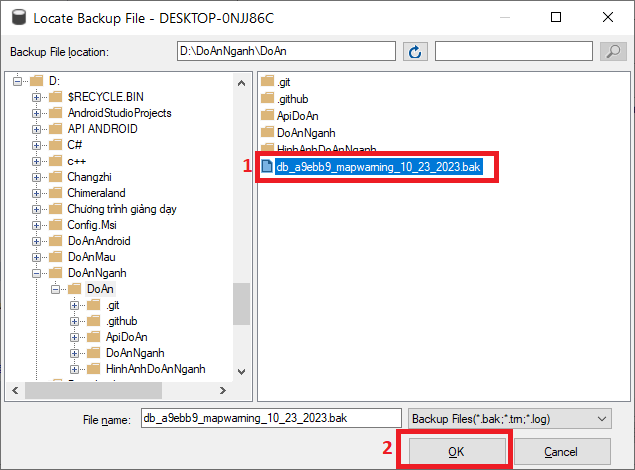 Locate Backup File - DESKTOP-0NJJ86C
Backup File location:
D:\DoAnNganh\DoAn
D:
$RECYCLE.BIN
AndroidStudioProjects
API ANDROID
C#
c++
Changzhi
Chimeraland
Chương trình giảng dạy
Config.Msi
DoAnAndroid
DoAnMau
DoAnNganh
DoAn
.git
.github
ApiDoAn
DoAnNganh
HinhAnhDoAnNganh
.git
.github
ApiDoAn
DoAnNganh
HinhAnhDoAnNganh
1
db_a9ebb9_mapwarning_10_23_2023.bak
File name:
db_a9ebb9_mapwarning_10_23_2023.bak
Backup Files(*.bak;*.trn;*.log)
2
OK
Cancel